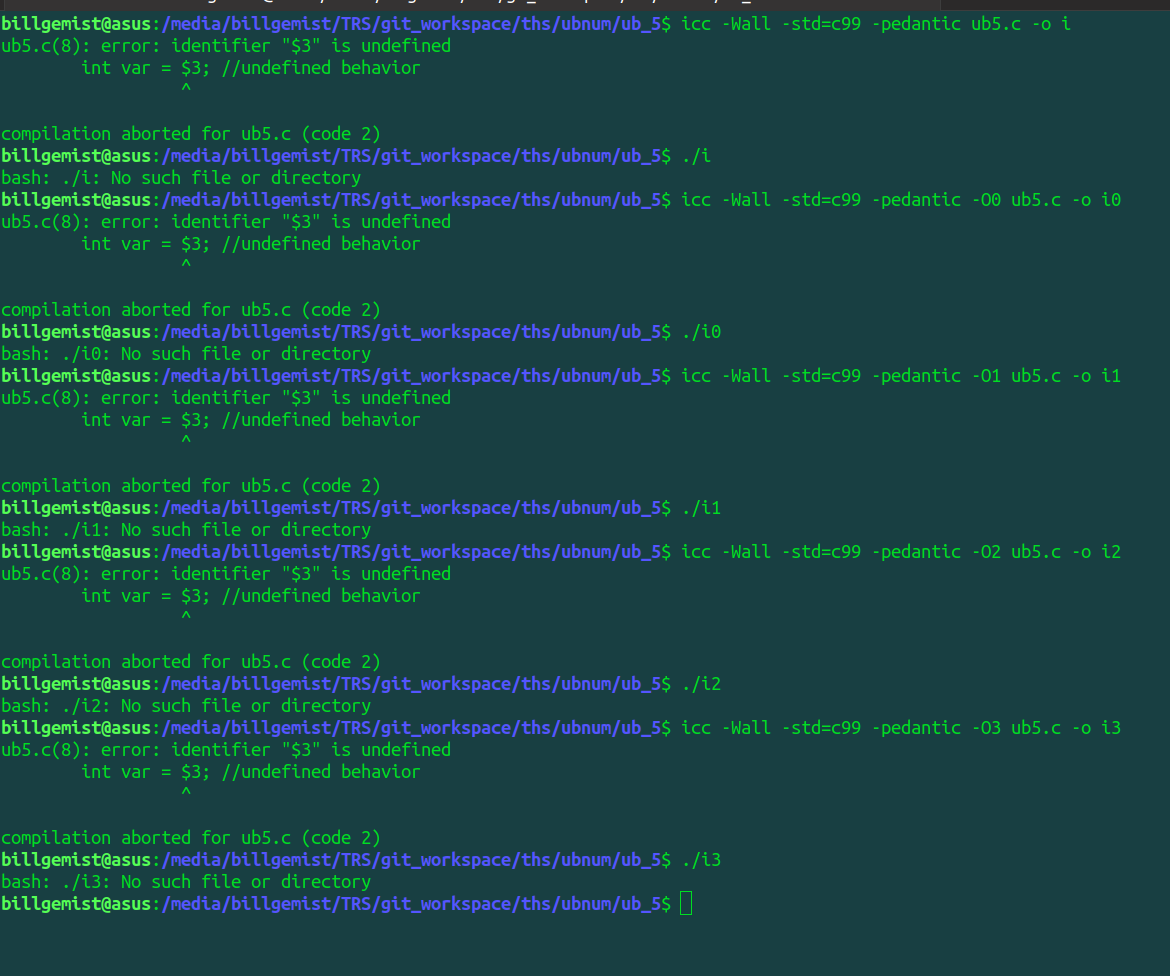 billgemist@asus:/media/billgemist/TRS/git_workspace/ths/ubnum/ub_5$ icc -Wall -std=c99 -pedantic ub5.c -o i
ub5.c(8): error: identifier "$3" is undefined
        int var = $3; //undefined behavior
                  ^
compilation aborted for ub5.c (code 2)
billgemist@asus:/media/billgemist/TRS/git_workspace/ths/ubnum/ub_5$ ./i
bash: ./i: No such file or directory
billgemist@asus:/media/billgemist/TRS/git_workspace/ths/ubnum/ub_5$ icc -Wall -std=c99 -pedantic -O0 ub5.c -o i0
ub5.c(8): error: identifier "$3" is undefined
        int var = $3; //undefined behavior
                  ^
compilation aborted for ub5.c (code 2)
billgemist@asus:/media/billgemist/TRS/git_workspace/ths/ubnum/ub_5$ ./i0
bash: ./i0: No such file or directory
billgemist@asus:/media/billgemist/TRS/git_workspace/ths/ubnum/ub_5$ icc -Wall -std=c99 -pedantic -O1 ub5.c -o i1
ub5.c(8): error: identifier "$3" is undefined
        int var = $3; //undefined behavior
                  ^
compilation aborted for ub5.c (code 2)
billgemist@asus:/media/billgemist/TRS/git_workspace/ths/ubnum/ub_5$ ./i1
bash: ./i1: No such file or directory
billgemist@asus:/media/billgemist/TRS/git_workspace/ths/ubnum/ub_5$ icc -Wall -std=c99 -pedantic -O2 ub5.c -o i2
ub5.c(8): error: identifier "$3" is undefined
        int var = $3; //undefined behavior
                  ^
compilation aborted for ub5.c (code 2)
billgemist@asus:/media/billgemist/TRS/git_workspace/ths/ubnum/ub_5$ ./i2
bash: ./i2: No such file or directory
billgemist@asus:/media/billgemist/TRS/git_workspace/ths/ubnum/ub_5$ icc -Wall -std=c99 -pedantic -O3 ub5.c -o i3
ub5.c(8): error: identifier "$3" is undefined
        int var = $3; //undefined behavior
                  ^
compilation aborted for ub5.c (code 2)
billgemist@asus:/media/billgemist/TRS/git_workspace/ths/ubnum/ub_5$ ./i3
bash: ./i3: No such file or directory
billgemist@asus:/media/billgemist/TRS/git_workspace/ths/ubnum/ub_5$